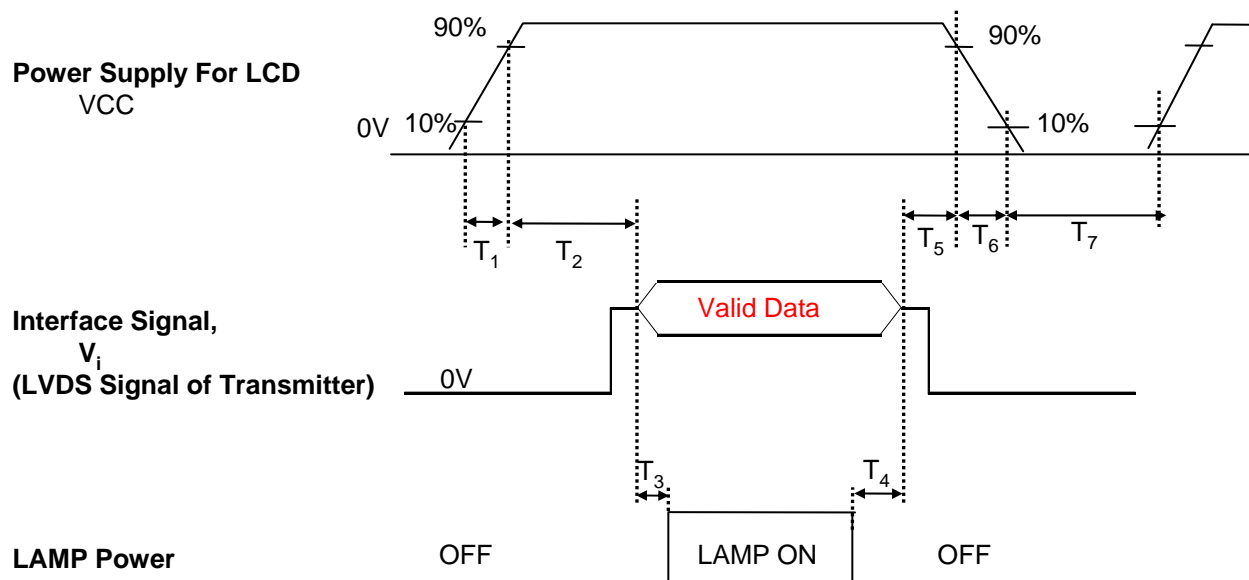 90%
90%
Power Supply For LCD
VCC
0V
10%
10%
T1
T2
T5
T6
T7
Valid Data
Interface Signal,
Vi
(LVDS Signal of Transmitter)
0V
T3
T4
LAMP Power
OFF
LAMP ON
OFF